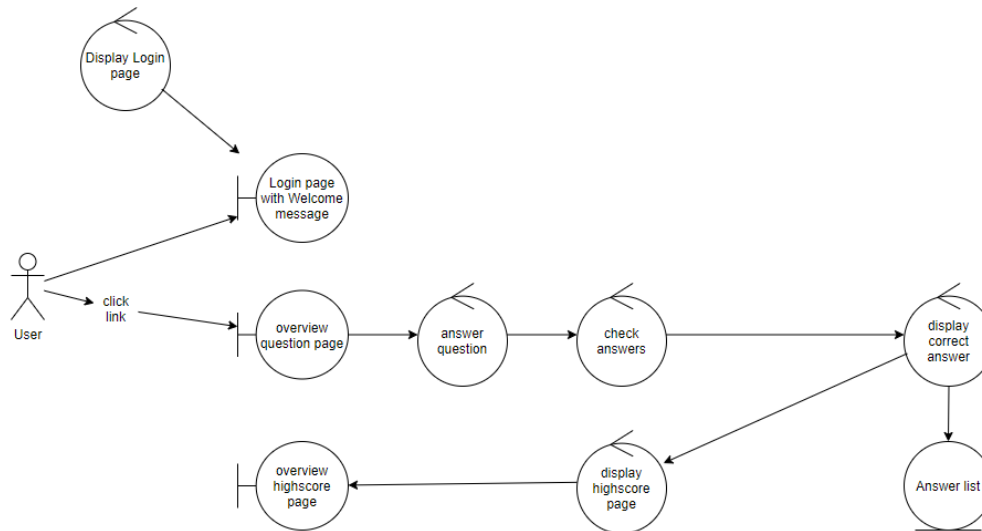 Display Login
page
Login page
with Welcome
message
User
click
link
overview
question page
answer
question
check
answers
display
correct
answer
overview
highscore
page
display
highscore
page
Answer list